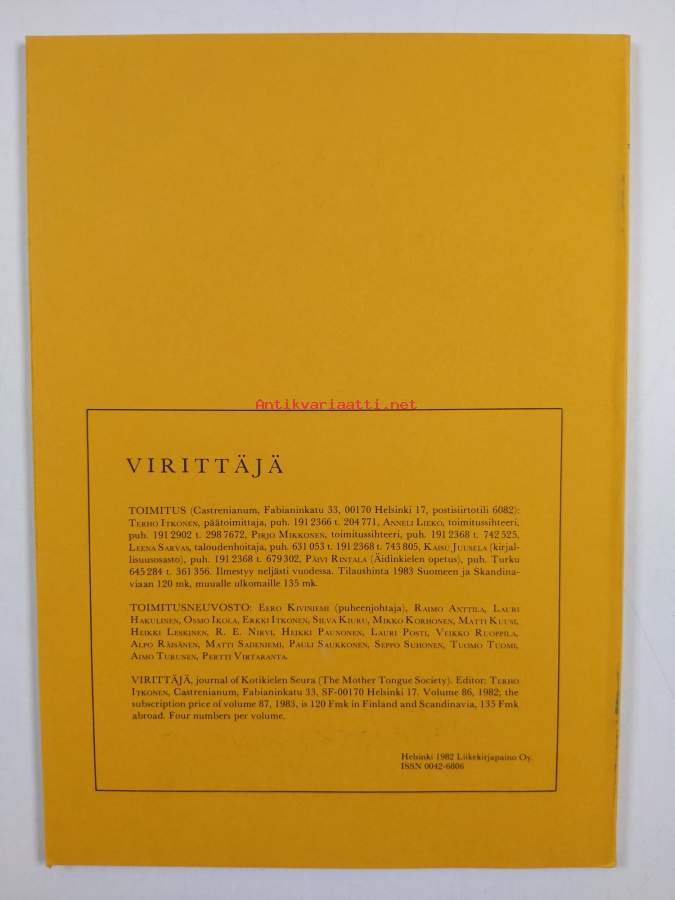 Antikvariaatti.net
VIRITTÄJÄ
TOIMITUS (Castrenianum, Fabianinkatu 33, 00170 Helsinki 17, postisiirtotili 6082):
TERHO ITKONEN, päätoimittaja, puh. 191 2366 t. 204 771, ANNELI LIEKO, toimitussihteeri,
puh. 191 2902 t. 298 7672, PIRJO MIKKONEN, toimitussihteeri, puh. 191 2368 t. 742 525,
LEENA SARVAS, taloudenhoitaja, puh. 631 053 t. 191 2368 t. 743 805, KAISU JUUSELA (kirjal-
lisuusosasto), puh. 191 2368 t. 679 302, PÄIVI RINTALA (Äidinkielen opetus), puh. Turku
645 284 t. 361 356. Ilmestyy neljästi vuodessa. Tilaushinta 1983 Suomeen ja Skandina-
viaan 120 mk, muualle ulkomaille 135 mk.
TOIMITUSNEUVOSTO: EERO KIVINIEMI (puheenjohtaja), RAIMO ANTTILA, LAURI
HAKULINEN, OSMO IKOLA, ERKKI ITKONEN, SILVA KIURU, MIKKO KORHONEN, MATTI KUUSI,
HEIKKI LESKINEN, R. E. NIRVI, HEIKKI PAUNONEN, LAURI POSTI, VEIKKO RUOPPILA,
ALPO RÄISÄNEN, MATTI SADENIEMI, PAULI SAUKKONEN, SEPPO SUHONEN, TUOMO TUOMI,
AIMO TURUNEN, PERTTI VIRTARANTA.
VIRITTÄJÄ, journal of Kotikielen Seura (The Mother Tongue Society). Editor: TERHO
ITKONEN, Castrenianum, Fabianinkatu 33, SF-00170 Helsinki 17. Volume 86, 1982; the
subscription price of volume 87, 1983, is 120 Fmk in Finland and Scandinavia, 135 Fmk
abroad. Four numbers per volume.
Helsinki 1982 Liikekirjapaino Oy.
ISSN 0042-6806